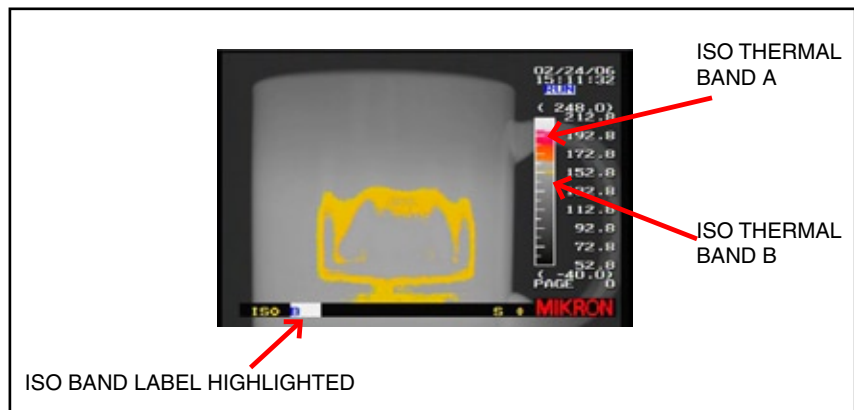 ISO THERMAL
BAND A
02/24/06
15:11:32
RUN
( 248.0)
212.8
192.8
172.8
152.8
132.8
112.8
92.8
72.8
52.8
( -40.0)
PAGE 0
ISO THERMAL
BAND B
ISO B
S
MIKRON
ISO BAND LABEL HIGHLIGHTED